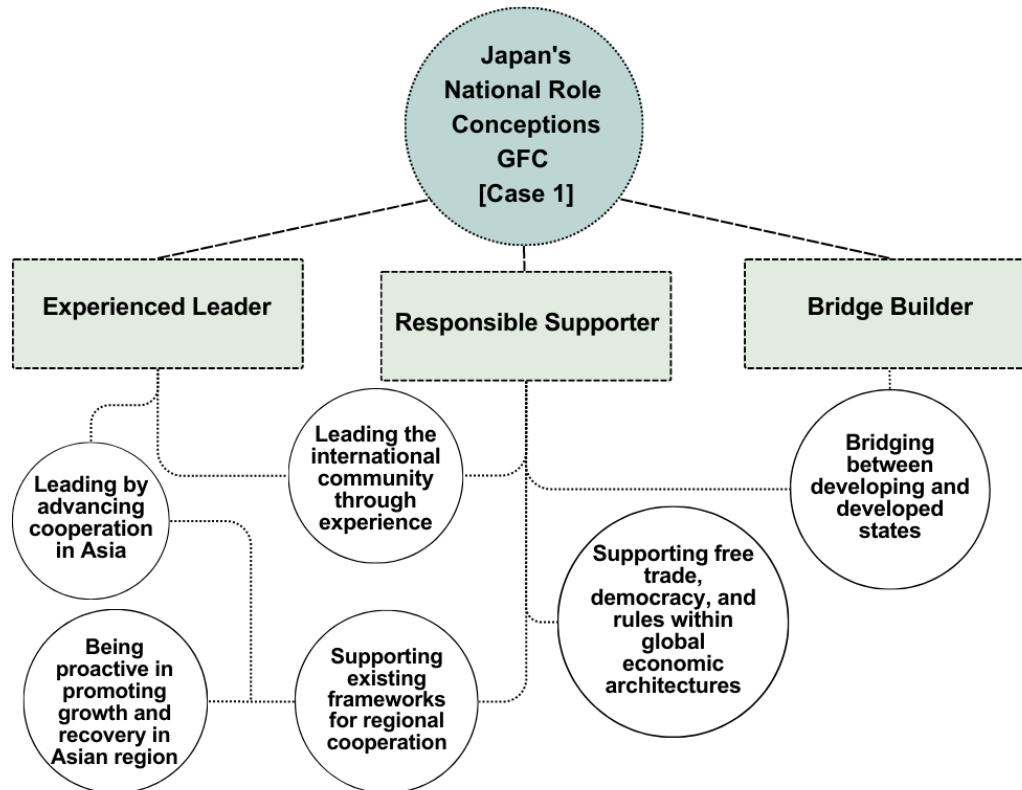 Japan's
National Role
Conceptions
GFC
[Case 1]
Experienced Leader
Responsible Supporter
Bridge Builder
Leading by
advancing
cooperation
in Asia
Leading the
international
community
through
experience
Bridging
between
developing and
developed
states
Supporting free
trade,
democracy, and
rules within
global
economic
architectures
Being
proactive in
promoting
growth and
recovery in
Asian region
Supporting
existing
frameworks
for regional
cooperation